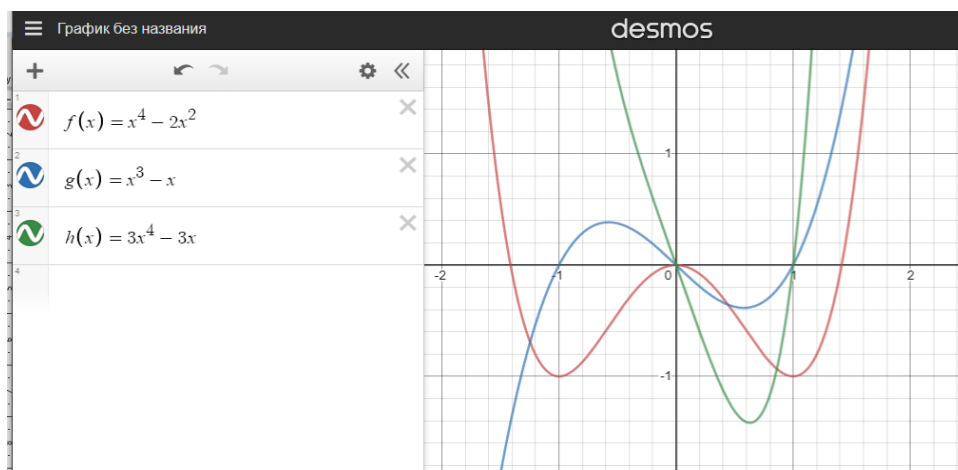 График без названия
desmos
1
f(x) = x⁴ − 2x²
2
g(x) = x³ − x
3
h(x) = 3x⁴ − 3x
4
1
-2
-1
0
1
2
-1